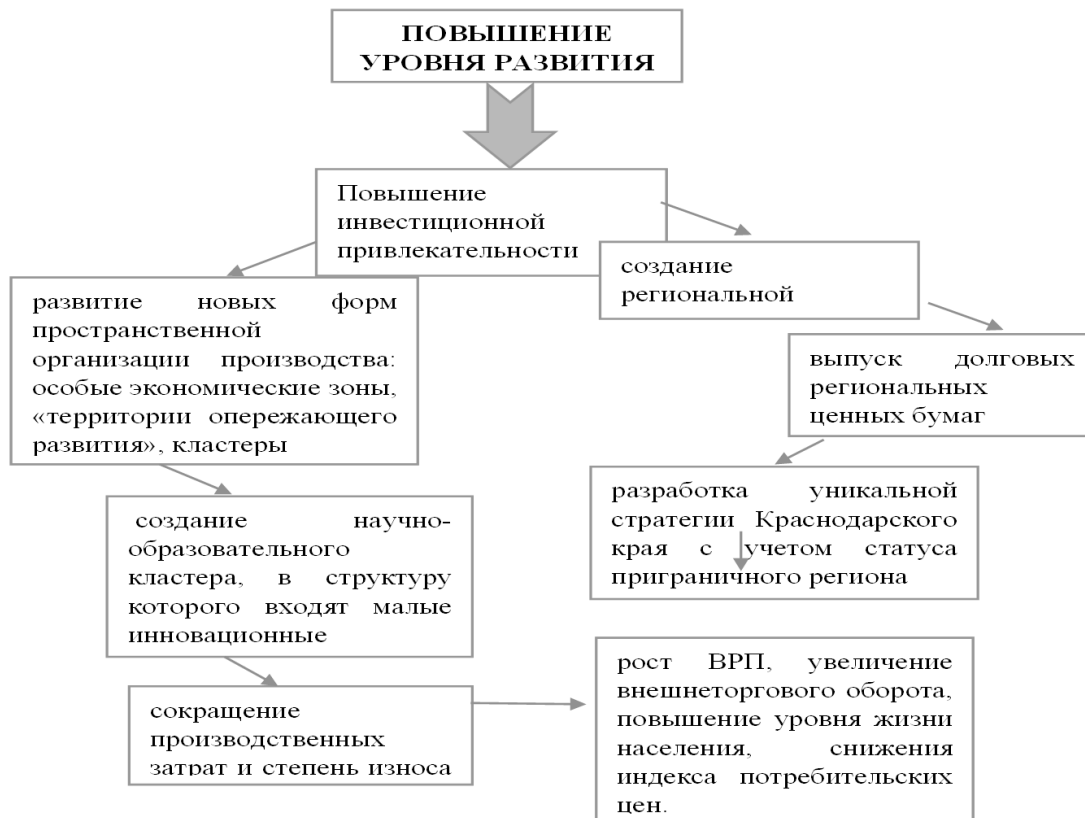 ПОВЫШЕНИЕ
УРОВНЯ РАЗВИТИЯ
Повышение
инвестиционной
привлекательности
создание
региональной
развитие новых форм
пространственной
организации производства:
особые экономические зоны,
«территории опережающего
развития», кластеры
выпуск долговых
региональных
ценных бумаг
создание научно-
образовательного
кластера, в структуру
которого входят малые
инновационные
разработка уникальной
стратегии Краснодарского
края с учетом статуса
приграничного региона
сокращение
производственных
затрат и степень износа
рост ВРП, увеличение
внешнеторгового оборота,
повышение уровня жизни
населения, снижения
индекса потребительских
цен.